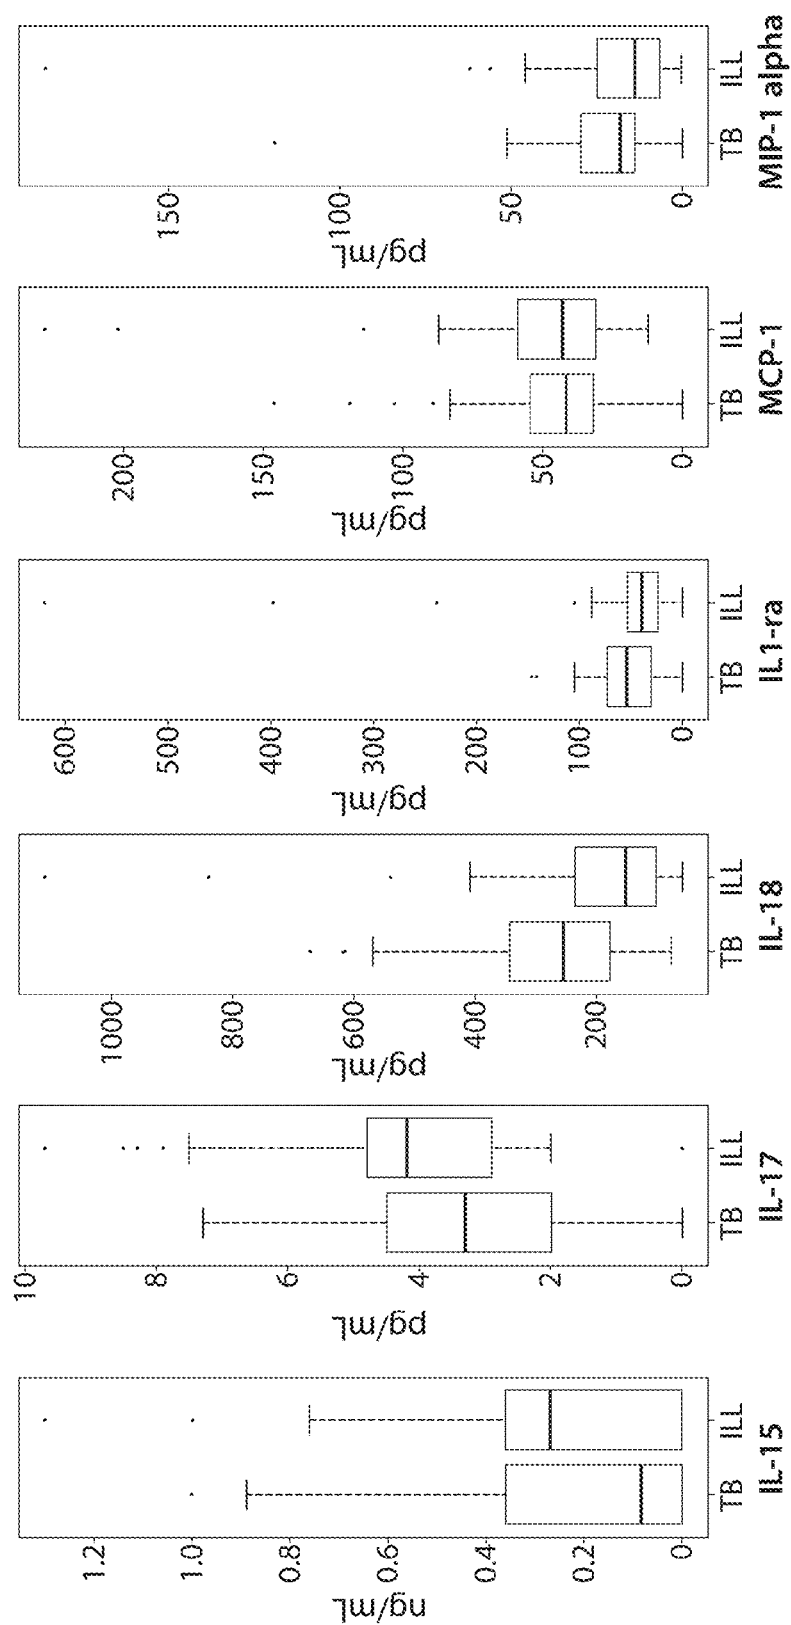 ng/mL
1.2
1.0
0.8
0.6
0.4
0.2
0
TB ILL
IL-15
pg/mL
10
8
6
4
2
0
TB ILL
IL-17
pg/mL
1000
800
600
400
200
TB ILL
IL-18
pg/mL
600
500
400
300
200
100
0
TB ILL
IL1-ra
pg/mL
200
150
100
50
0
TB ILL
MCP-1
pg/mL
150
100
50
0
TB ILL
MIP-1 alpha